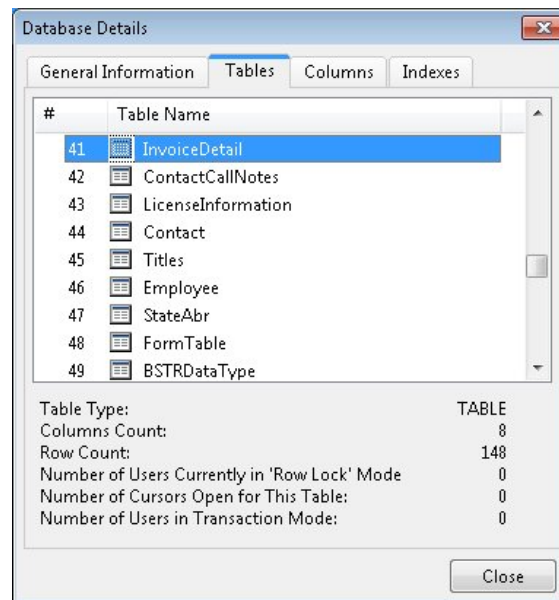 Database Details
General Information Tables Columns Indexes
# Table Name
41 InvoiceDetail
42 ContactCallNotes
43 LicenseInformation
44 Contact
45 Titles
46 Employee
47 StateAbr
48 FormTable
49 BSTRDataType
Table Type: TABLE
Columns Count: 8
Row Count: 148
Number of Users Currently in 'Row Lock' Mode 0
Number of Cursors Open for This Table: 0
Number of Users in Transaction Mode: 0
Close